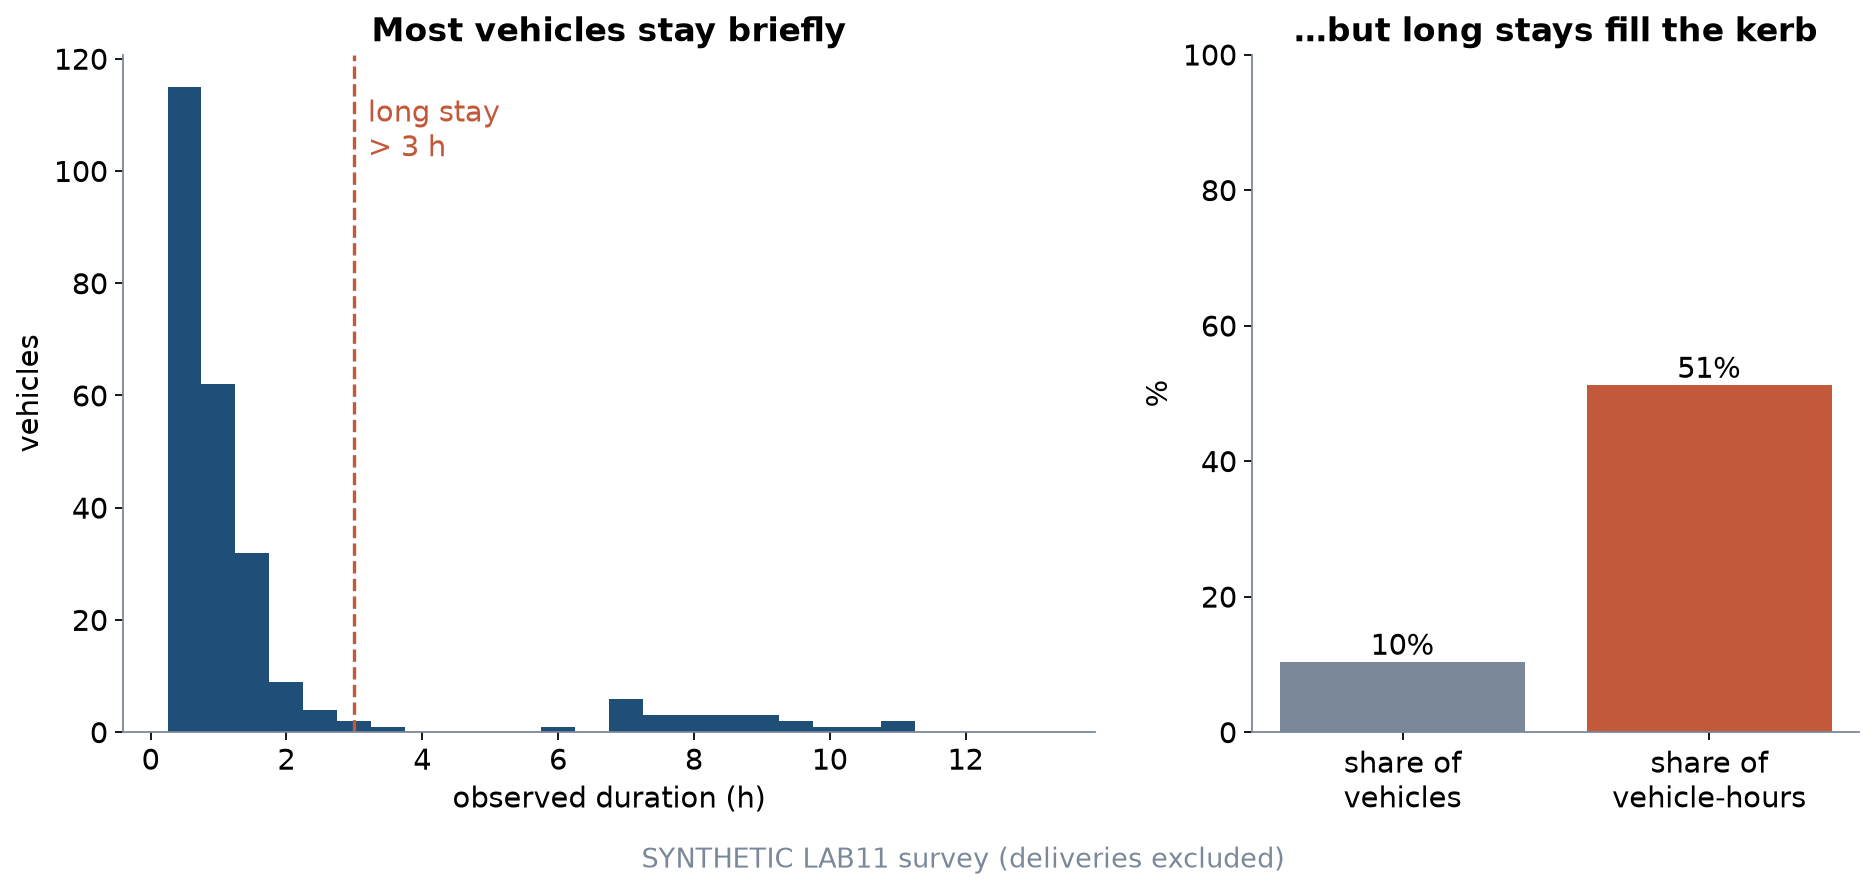 Most vehicles stay briefly
120
100
80
60
40
20
0
vehicles
long stay
> 3 h
0 2 4 6 8 10 12
observed duration (h)
…but long stays fill the kerb
100
80
60
40
20
0
%
10%
51%
share of
vehicles
share of
vehicle-hours
SYNTHETIC LAB11 survey (deliveries excluded)